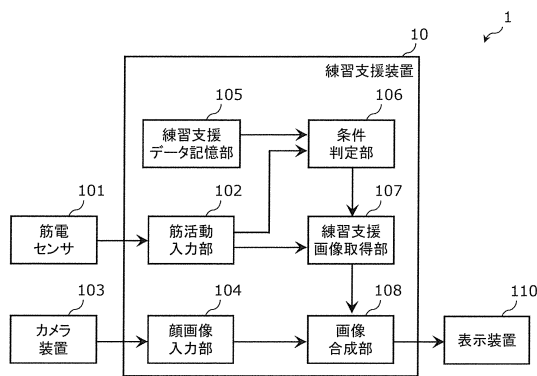 1
10
練習支援装置
105
練習支援
データ記憶部
106
条件
判定部
101
筋電
センサ
102
筋活動
入力部
107
練習支援
画像取得部
103
カメラ
装置
104
顔画像
入力部
108
画像
合成部
110
表示装置